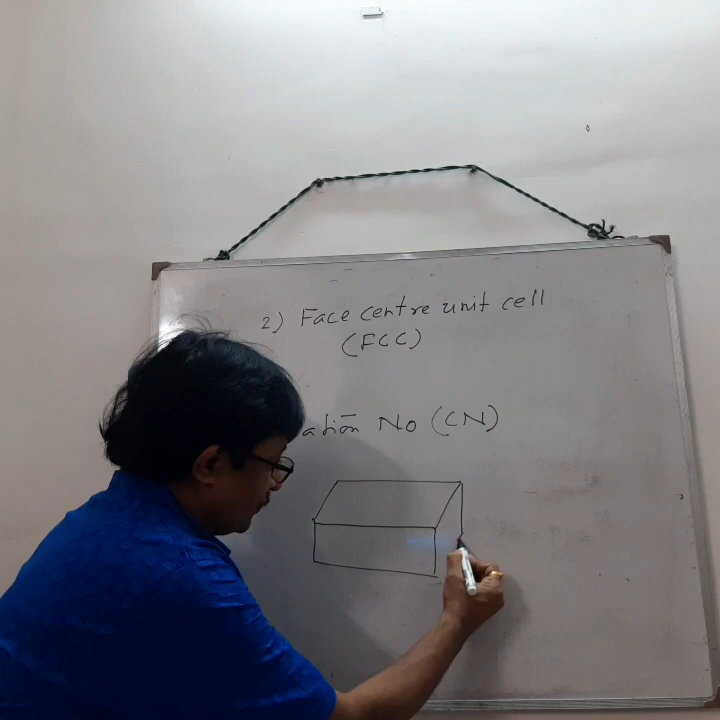 2) Face centre unit cell
(FCC)
ation No (CN)